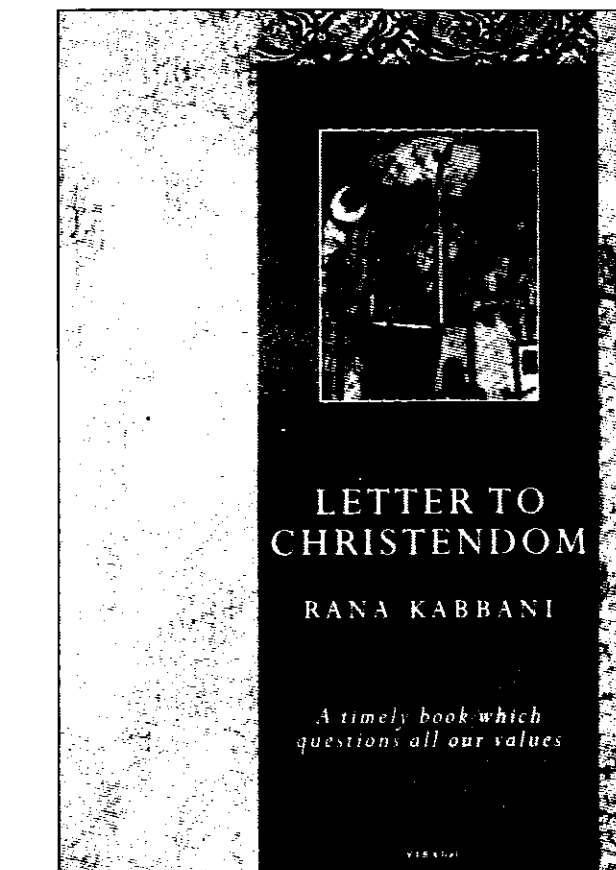 LETTER TO
CHRISTENDOM
RANA KABBANI
A timely book which
questions all our values